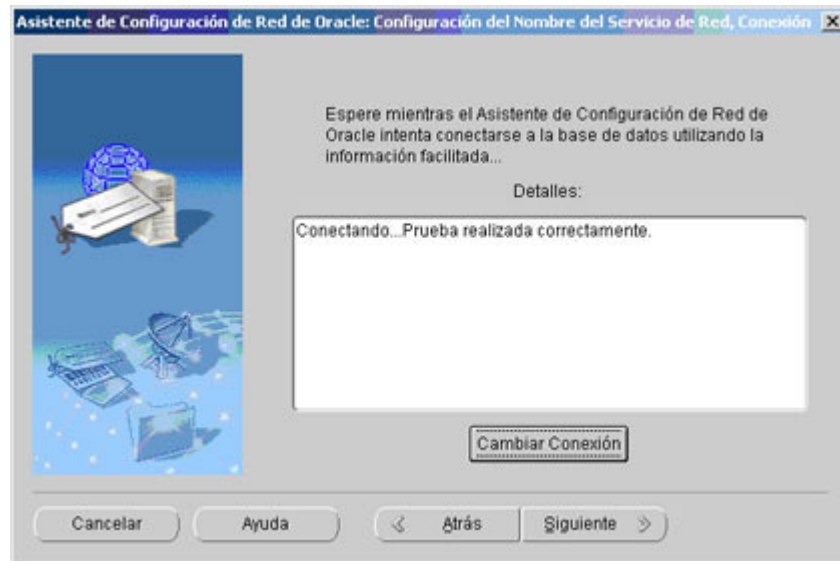 Asistente de Configuración de Red de Oracle: Configuración del Nombre del Servicio de Red, Conexión
Espere mientras el Asistente de Configuración de Red de
Oracle intenta conectarse a la base de datos utilizando la
información facilitada...
Detalles:
Conectando...Prueba realizada correctamente.
Cambiar Conexión
Cancelar
Ayuda
Atrás
Siguiente